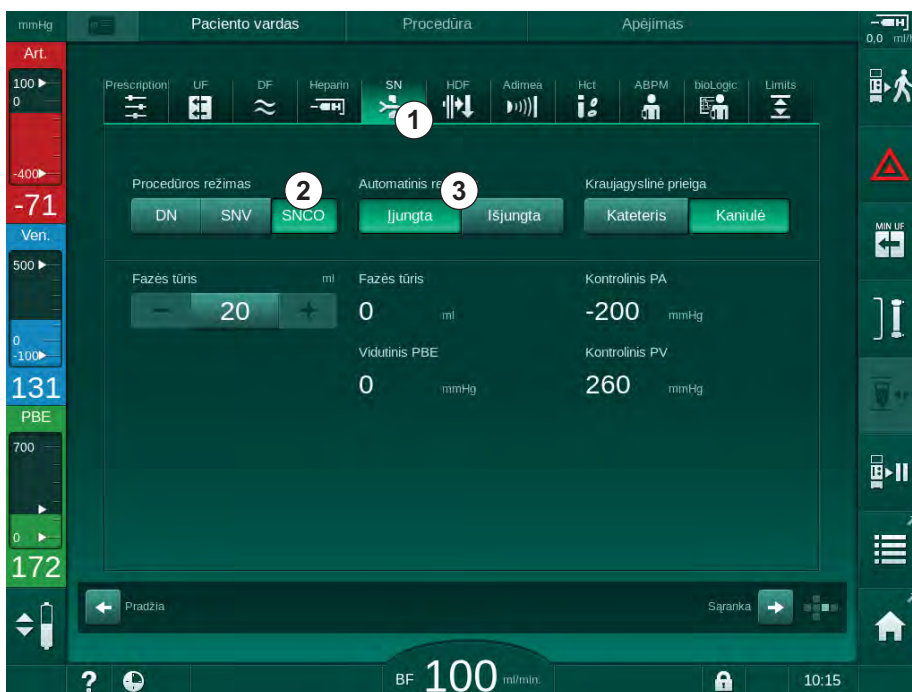 mmHg
Paciento vardas
Procedūra
Apėjimas
0,0 ml/h
Art.
100
0
-400
-71
Ven.
500
0
-100
131
PBE
700
0
172
Prescription
UF
DF
Heparin
SN
HDF
Adimea
Hct
ABPM
bioLogic
Limits
1
Procedūros režimas
2
Automatinis re
3
Kraujagyslinė prieiga
DN
SNV
SNCO
Įjungta
Išjungta
Kateteris
Kaniulė
Fazės tūris ml
20
Fazės tūris
0 ml
Kontrolinis PA
-200 mmHg
Vidutinis PBE
0 mmHg
Kontrolinis PV
260 mmHg
MIN UF
Pradžia
Sąranka
?
BF 100 ml/min.
10:15